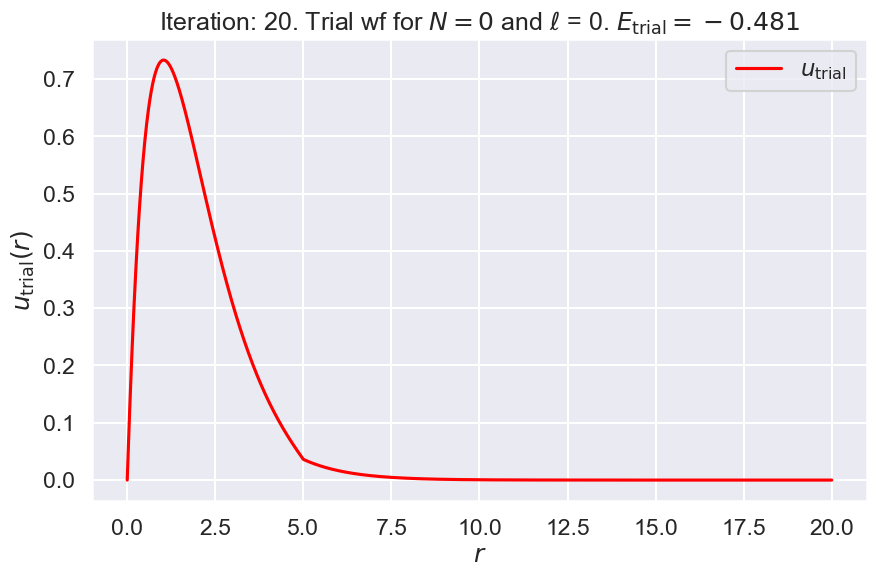 Iteration: 20. Trial wf for N = 0 and ℓ = 0. E_trial = −0.481
u_trial
0.7
0.6
0.5
0.4
0.3
0.2
0.1
0.0
u_trial(r)
0.0 2.5 5.0 7.5 10.0 12.5 15.0 17.5 20.0
r